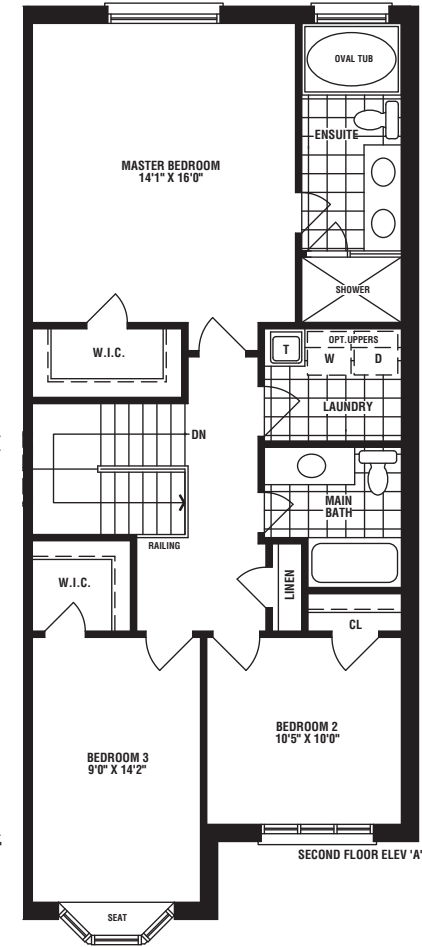 OVAL TUB
ENSUITE
MASTER BEDROOM
14'1" X 16'0"
SHOWER
OPT.UPPERS
W.I.C.
T
W
D
LAUNDRY
DN
MAIN
BATH
RAILING
W.I.C.
LINEN
CL
BEDROOM 2
10'5" X 10'0"
BEDROOM 3
9'0" X 14'2"
SECOND FLOOR ELEV 'A'
SEAT